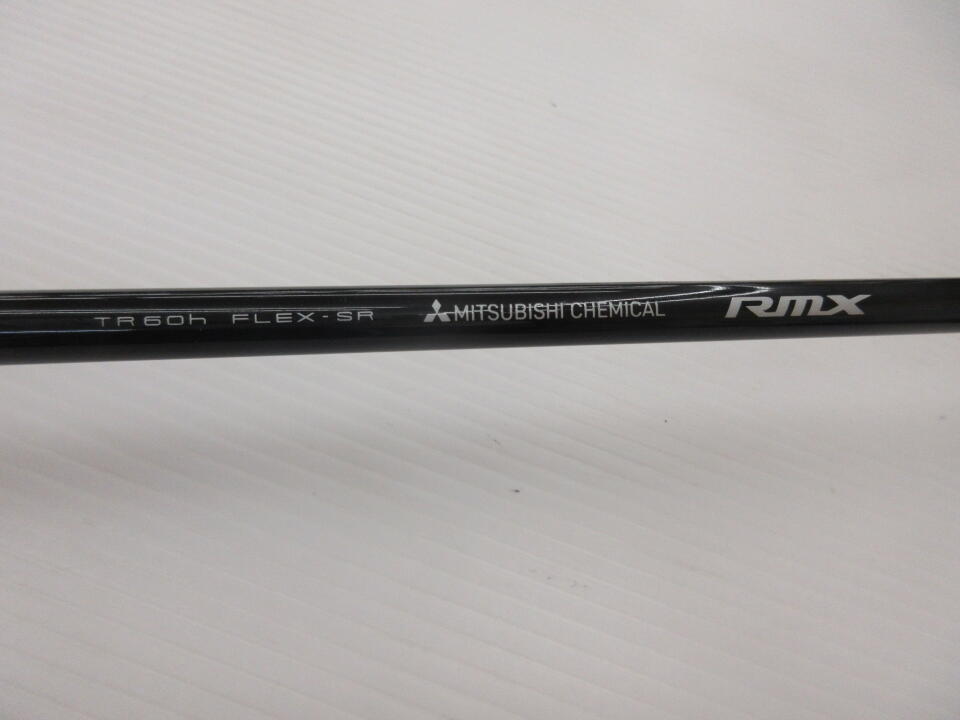 TR60h FLEX-SR MITSUBISHI CHEMICAL RMX